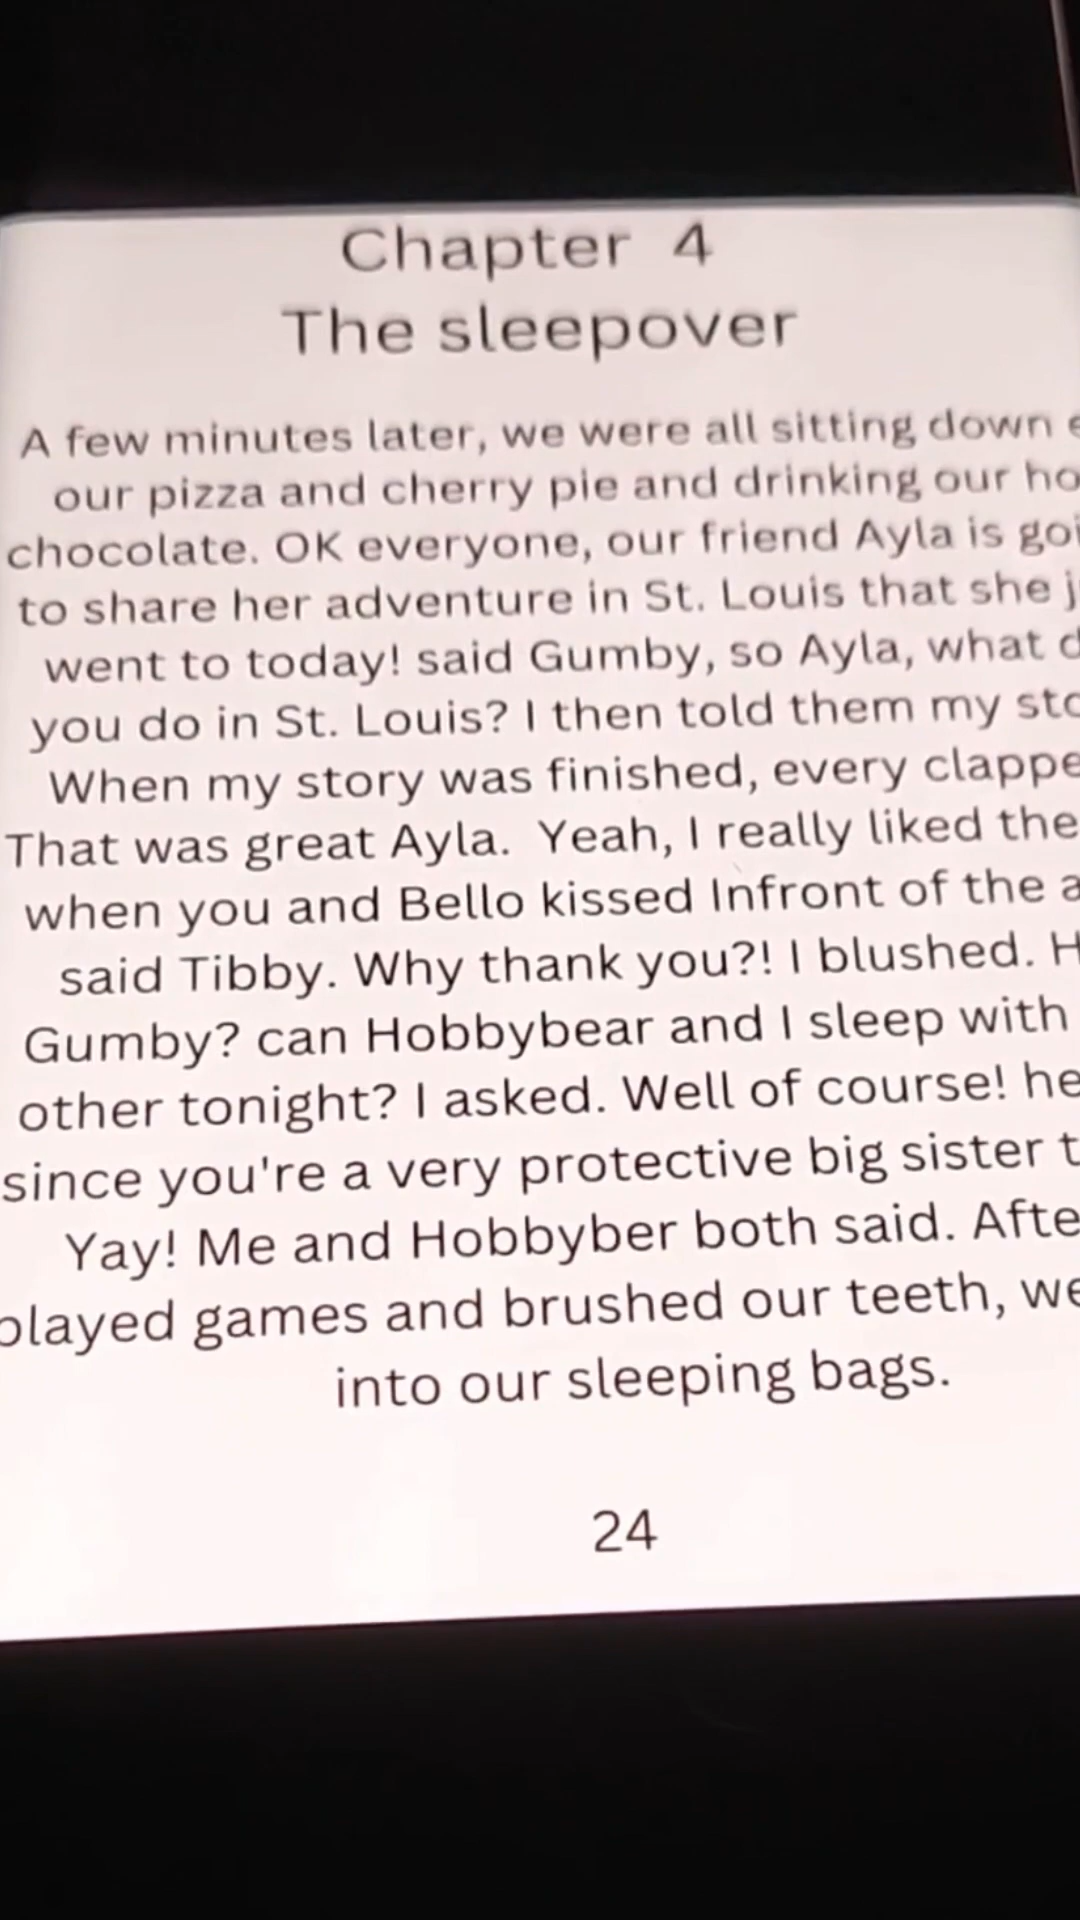 Chapter 4
The sleepover
A few minutes later, we were all sitting down
our pizza and cherry pie and drinking our
chocolate. OK everyone, our friend Ayla is
to share her adventure in St. Louis that she
went to today! said Gumby, so Ayla, what
you do in St. Louis? I then told them my
When my story was finished, every
That was great Ayla. Yeah, I really liked the
when you and Bello kissed Infront of the
said Tibby. Why thank you?! I blushed.
Gumby? can Hobbybear and I sleep with
other tonight? I asked. Well of course! he
since you're a very protective big sister
Yay! Me and Hobbyber both said.
played games and brushed our teeth, we
into our sleeping bags.
24